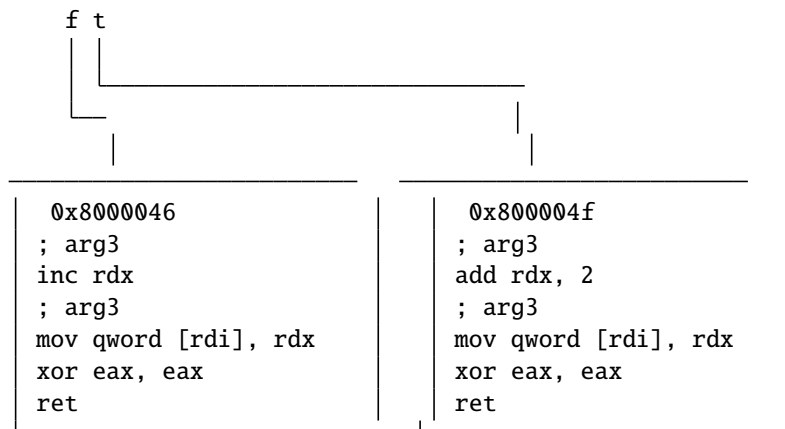 f t
0x8000046
; arg3
inc rdx
; arg3
mov qword [rdi], rdx
xor eax, eax
ret
0x800004f
; arg3
add rdx, 2
; arg3
mov qword [rdi], rdx
xor eax, eax
ret